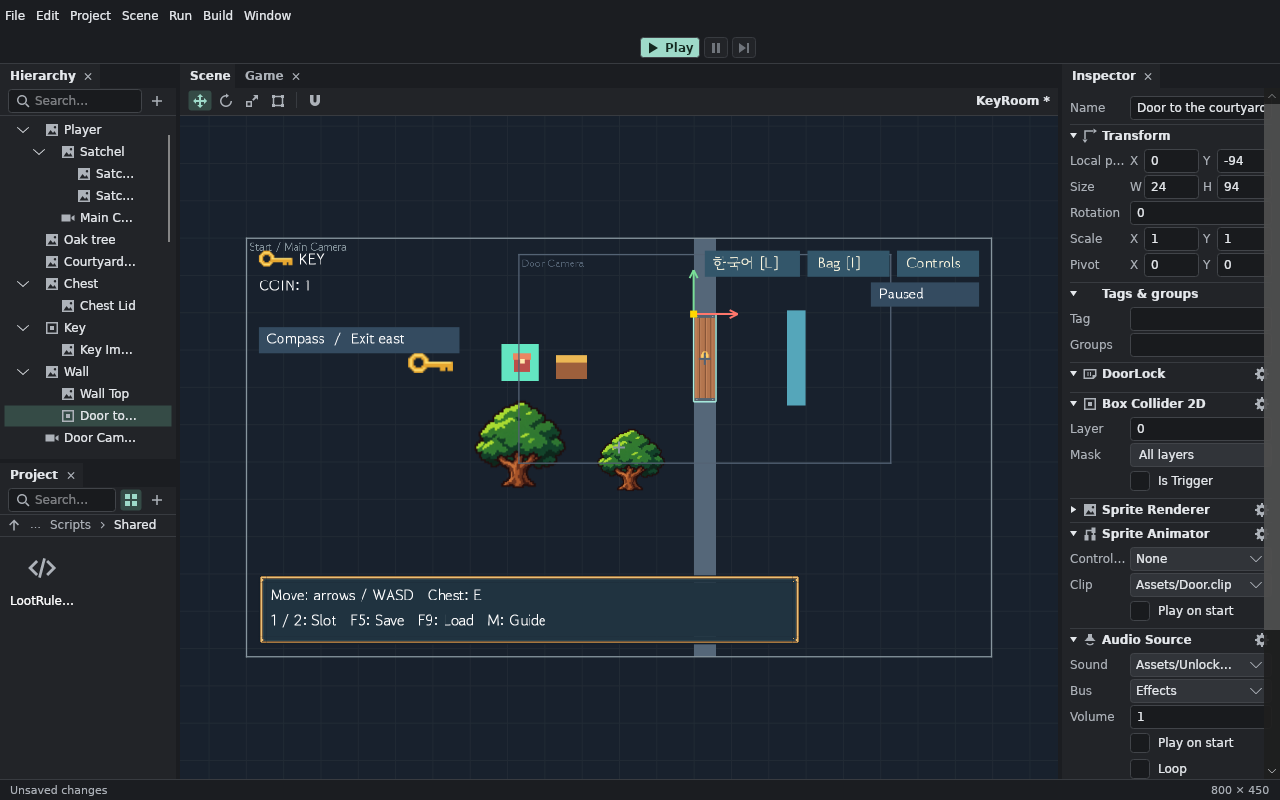 File Edit Project Scene Run Build Window
Play
Hierarchy
Search...
Player
Satchel
Satc...
Satc...
Main C...
Oak tree
Courtyard...
Chest
Chest Lid
Key
Key Im...
Wall
Wall Top
Door to...
Door Cam...
Project
Search...
... Scripts > Shared
LootRule...
Scene Game
KeyRoom *
Start / Main Camera
KEY
COIN: 1
Door Camera
한국어 [L] Bag [I] Controls
Paused
Compass / Exit east
Move: arrows / WASD Chest: E
1 / 2: Slot F5: Save F9: Load M: Guide
Inspector
Name Door to the courtyard
Transform
Local p... X 0 Y -94
Size W 24 H 94
Rotation 0
Scale X 1 Y 1
Pivot X 0 Y 0
Tags & groups
Tag
Groups
DoorLock
Box Collider 2D
Layer 0
Mask All layers
Is Trigger
Sprite Renderer
Sprite Animator
Control... None
Clip Assets/Door.clip
Play on start
Audio Source
Sound Assets/Unlock...
Bus Effects
Volume 1
Play on start
Loop
Unsaved changes
800 × 450